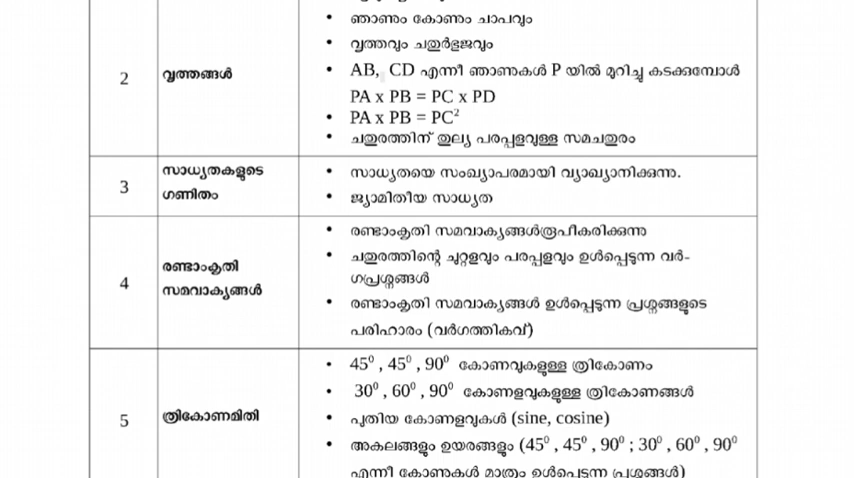 ഞാണും കോണും ചാപവും
വൃത്തവും ചതുർഭുജവും
2
വൃത്തങ്ങൾ
AB, CD എന്നീ ഞാണുകൾ P യിൽ മുറിച്ചു കടക്കുമ്പോൾ
PA x PB = PC x PD
PA x PB = PC²
ചതുരത്തിന് തുല്യ പരപ്പളവുള്ള സമചതുരം
3
സാധ്യതകളുടെ
ഗണിതം
സാധ്യതയെ സംഖ്യാപരമായി വ്യാഖ്യാനിക്കുന്നു.
ജ്യാമിതീയ സാധ്യത
4
രണ്ടാംകൃതി
സമവാക്യങ്ങൾ
രണ്ടാംകൃതി സമവാക്യങ്ങൾരൂപീകരിക്കുന്നു
ചതുരത്തിന്റെ ചുറ്റളവും പരപ്പളവും ഉൾപ്പെടുന്ന വർ-
ഗപ്രശ്നങ്ങൾ
രണ്ടാംകൃതി സമവാക്യങ്ങൾ ഉൾപ്പെടുന്ന പ്രശ്നങ്ങളുടെ
പരിഹാരം (വർഗത്തികവ്)
5
ത്രികോണമിതി
45⁰ , 45⁰ , 90⁰ കോണവുകളുള്ള ത്രികോണം
30⁰ , 60⁰ , 90⁰ കോണളവുകളുള്ള ത്രികോണങ്ങൾ
പുതിയ കോണളവുകൾ (sine, cosine)
അകലങ്ങളും ഉയരങ്ങളും (45⁰ , 45⁰ , 90⁰ ; 30⁰ , 60⁰ , 90⁰
എന്നീ കോണുകൾ മാത്രം ഉൾപ്പെടുന്ന പ്രശ്നങ്ങൾ)